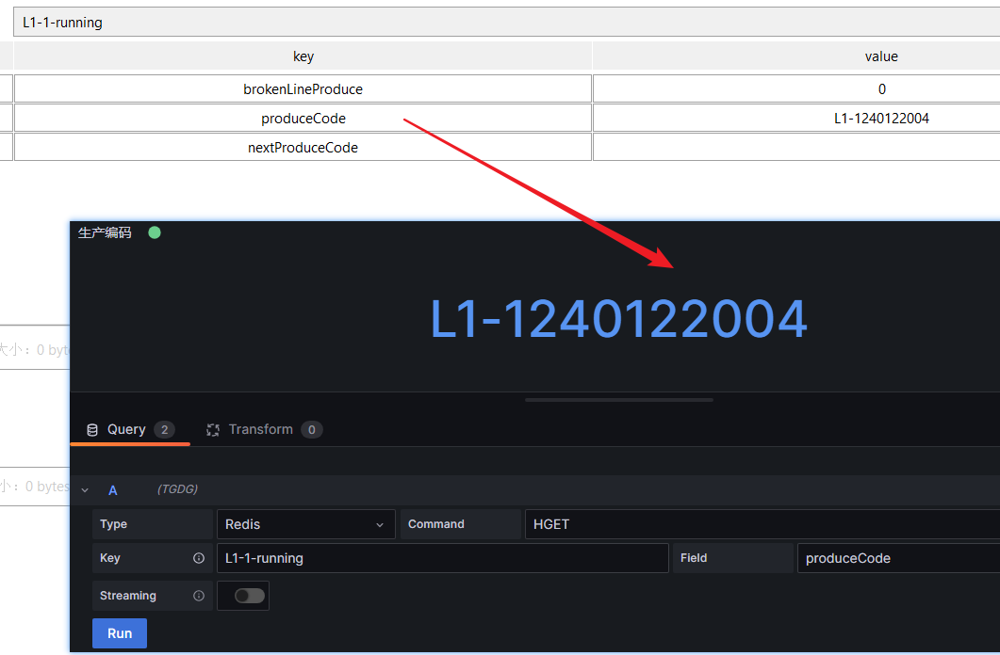 L1-1-running
key value
brokenLineProduce 0
produceCode L1-1240122004
nextProduceCode
生产编码
L1-1240122004
大小：0 byte
Query 2 Transform 0
小：0 bytes
A (TGDG)
Type Redis Command HGET
Key L1-1-running Field produceCode
Streaming
Run